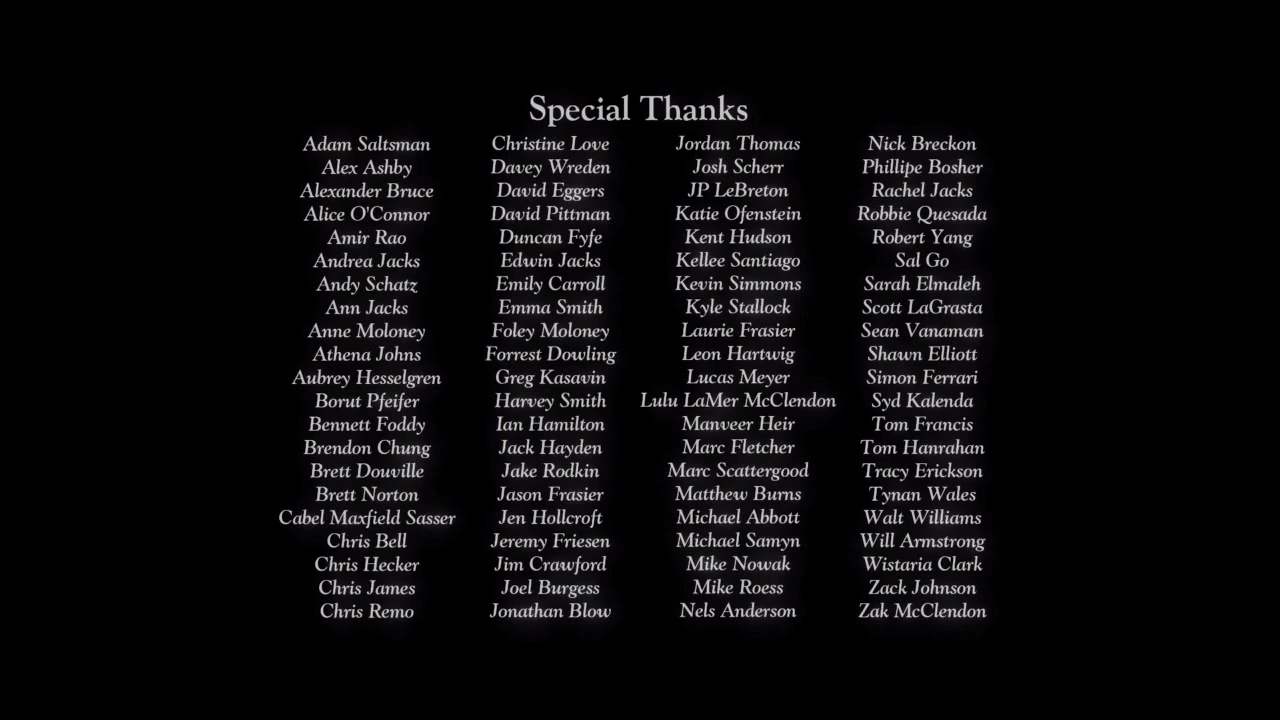 Special Thanks
Adam Saltsman
Alex Ashby
Alexander Bruce
Alice O'Connor
Amir Rao
Andrea Jacks
Andy Schatz
Ann Jacks
Anne Moloney
Athena Johns
Aubrey Hesselgren
Borut Pfeifer
Bennett Foddy
Brendon Chung
Brett Douville
Brett Norton
Cabel Maxfield Sasser
Chris Bell
Chris Hecker
Chris James
Chris Remo
Christine Love
Davey Wreden
David Eggers
David Pittman
Duncan Fyfe
Edwin Jacks
Emily Carroll
Emma Smith
Foley Moloney
Forrest Dowling
Greg Kasavin
Harvey Smith
Ian Hamilton
Jack Hayden
Jake Rodkin
Jason Frasier
Jen Hollcroft
Jeremy Friesen
Jim Crawford
Joel Burgess
Jonathan Blow
Jordan Thomas
Josh Scherr
JP LeBreton
Katie Ofenstein
Kent Hudson
Kellee Santiago
Kevin Simmons
Kyle Stallock
Laurie Frasier
Leon Hartwig
Lucas Meyer
Lulu LaMer McClendon
Manveer Heir
Marc Fletcher
Marc Scattergood
Matthew Burns
Michael Abbott
Michael Samyn
Mike Nowak
Mike Roess
Nels Anderson
Nick Breckon
Phillipe Bosher
Rachel Jacks
Robbie Quesada
Robert Yang
Sal Go
Sarah Elmaleh
Scott LaGrasta
Sean Vanaman
Shawn Elliott
Simon Ferrari
Syd Kalenda
Tom Francis
Tom Hanrahan
Tracy Erickson
Tynan Wales
Walt Williams
Will Armstrong
Wistaria Clark
Zack Johnson
Zak McClendon